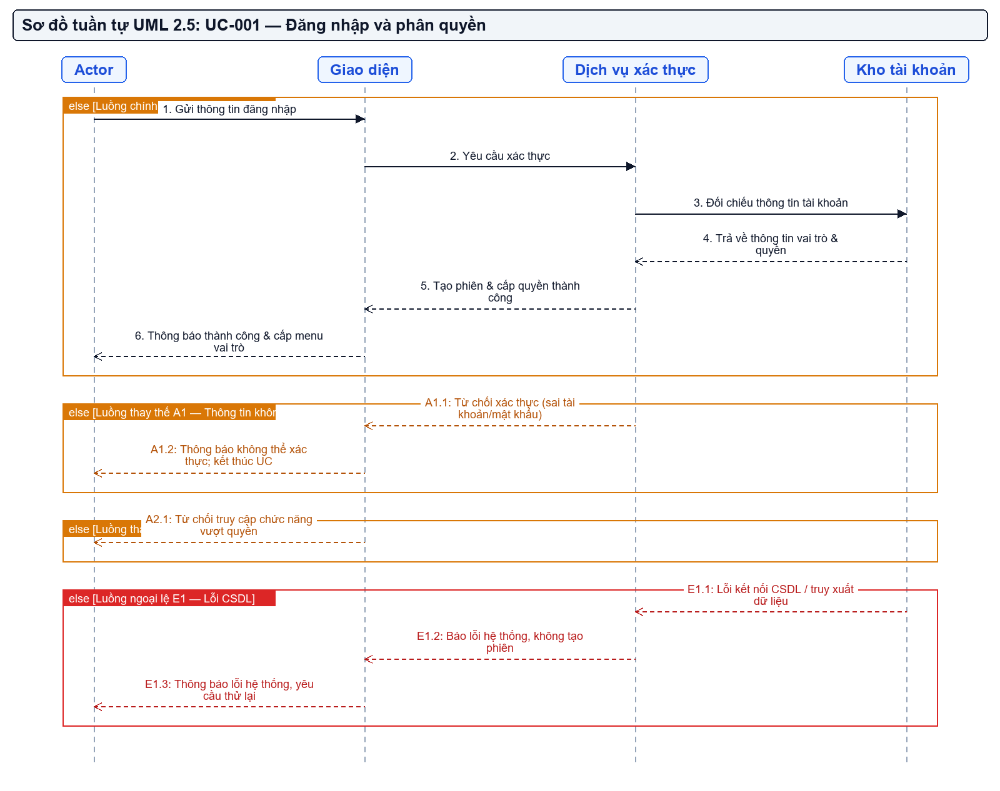 Sơ đồ tuần tự UML 2.5: UC-001 — Đăng nhập và phân quyền
Actor
Giao diện
Dịch vụ xác thực
Kho tài khoản
else [Luồng chính
1. Gửi thông tin đăng nhập
2. Yêu cầu xác thực
3. Đối chiếu thông tin tài khoản
4. Trả về thông tin vai trò &
quyền
5. Tạo phiên & cấp quyền thành
công
6. Thông báo thành công & cấp menu
vai trò
else [Luồng thay thế A1 — Thông tin
A1.1: Từ chối xác thực (sai tài
khoản/mật khẩu)
A1.2: Thông báo không thể xác
thực; kết thúc UC
else [Luồng
A2.1: Từ chối truy cập chức năng
vượt quyền
else [Luồng ngoại lệ E1 — Lỗi CSDL]
E1.1: Lỗi kết nối CSDL / truy xuất
dữ liệu
E1.2: Báo lỗi hệ thống, không tạo
phiên
E1.3: Thông báo lỗi hệ thống, yêu
cầu thử lại